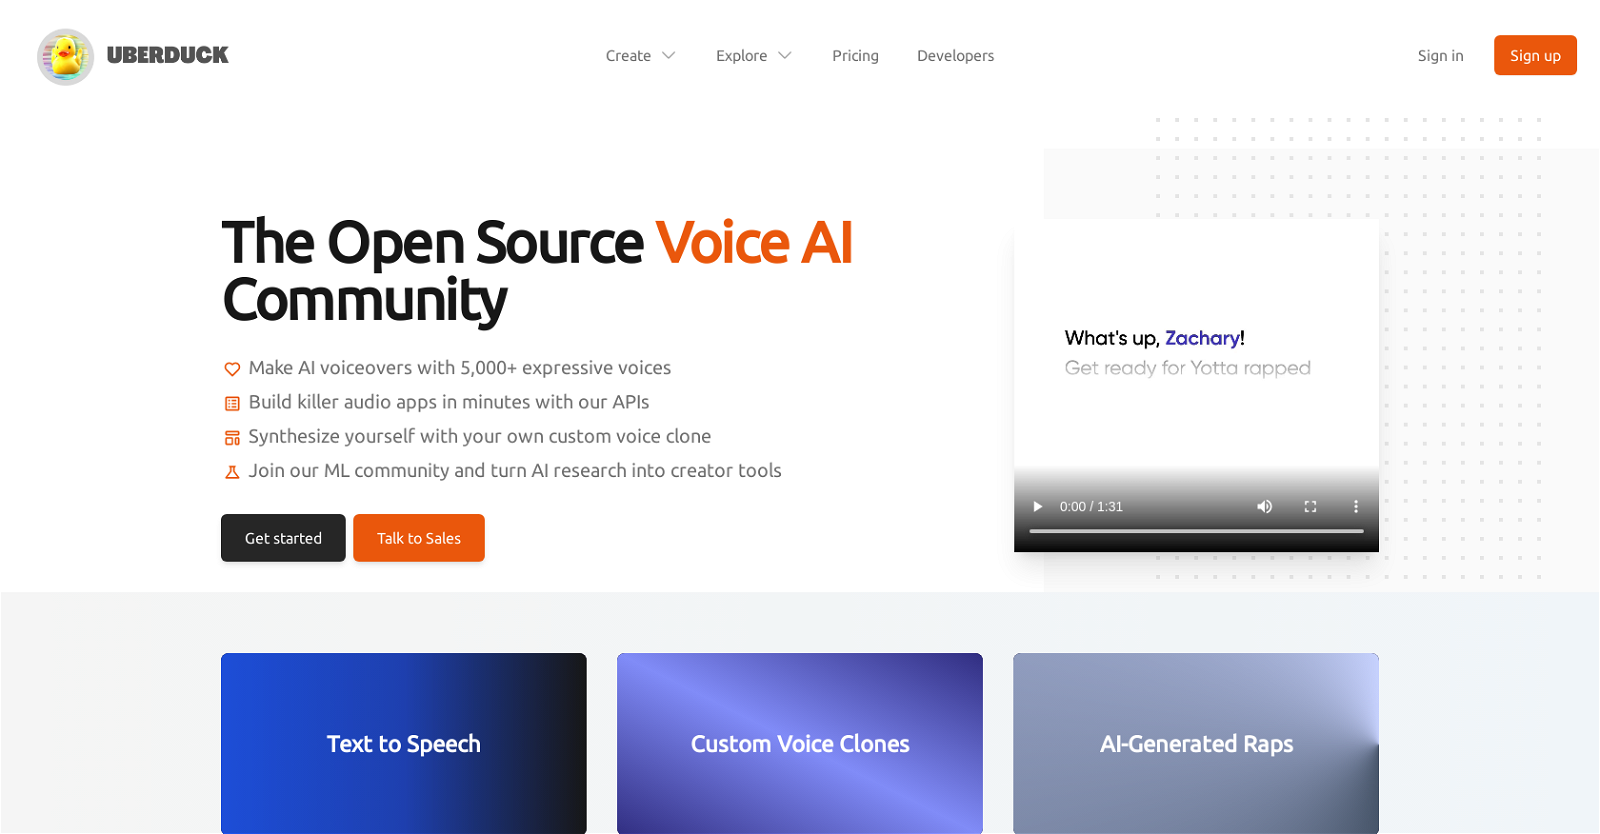 UBERDUCK
Create
Explore
Pricing
Developers
Sign in
Sign up
The Open Source Voice AI
Community
Make AI voiceovers with 5,000+ expressive voices
Build killer audio apps in minutes with our APIs
Synthesize yourself with your own custom voice clone
Join our ML community and turn AI research into creator tools
Get started
Talk to Sales
What's up, Zachary!
Get ready for Yotta rapped
0:00 / 1:31
Text to Speech
Custom Voice Clones
AI-Generated Raps